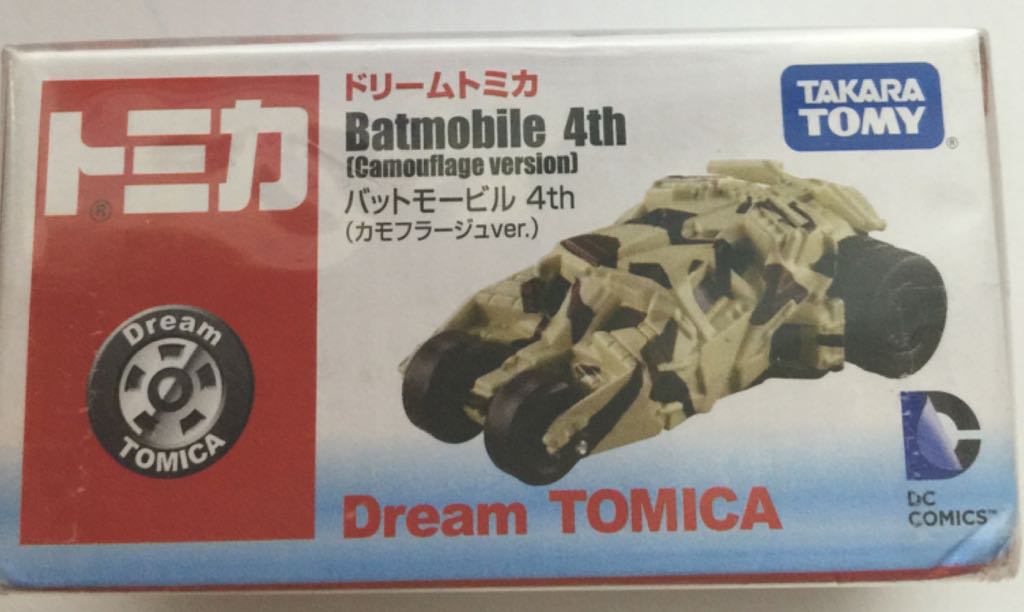 トミカ®
ドリームトミカ
Batmobile 4th
(Camouflage version)
バットモービル 4th
(カモフラージュver.)
TAKARA
TOMY®
Dream
TOMICA
Dream TOMICA
DC
COMICS™